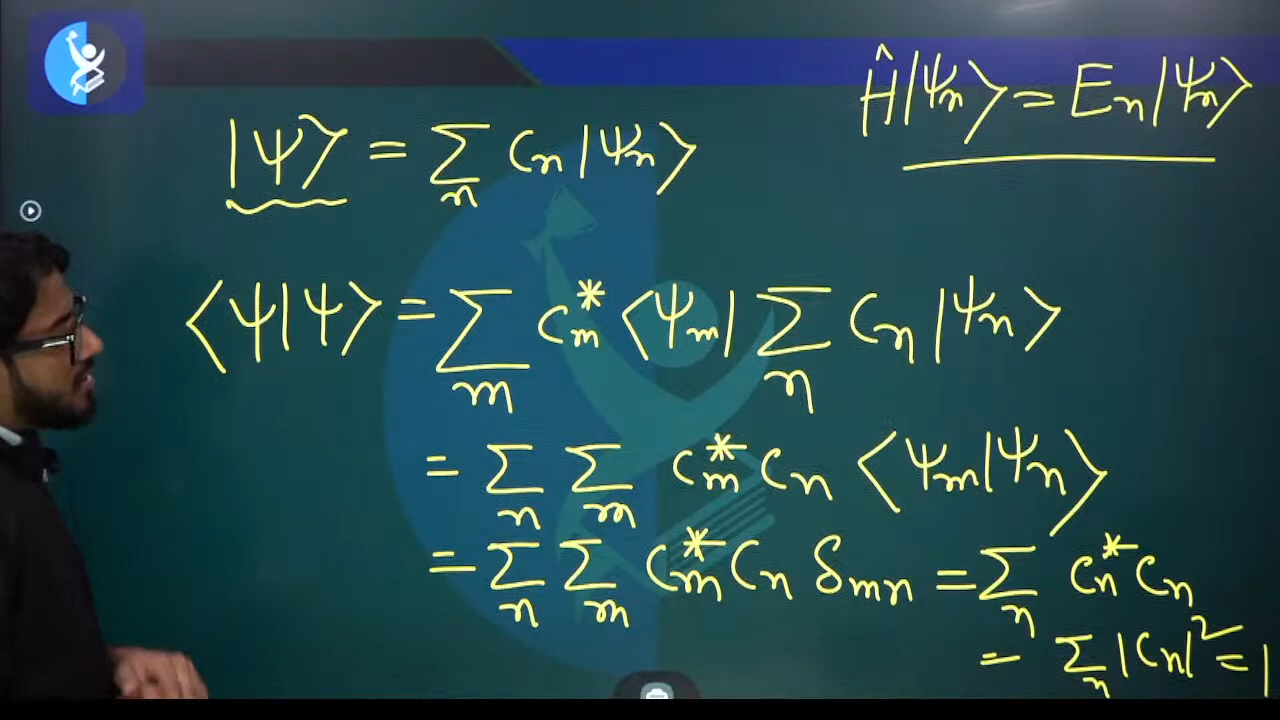 Ĥ|Ψn⟩ = En|Ψn⟩
|Ψ⟩ = Σn Cn|Ψn⟩
⟨Ψ|Ψ⟩ = Σm Cm* ⟨Ψm| Σn Cn|Ψn⟩
= Σn Σm Cm* Cn ⟨Ψm|Ψn⟩
= Σn Σm Cm* Cn δmn = Σn Cn* Cn
= Σn |Cn|² = 1